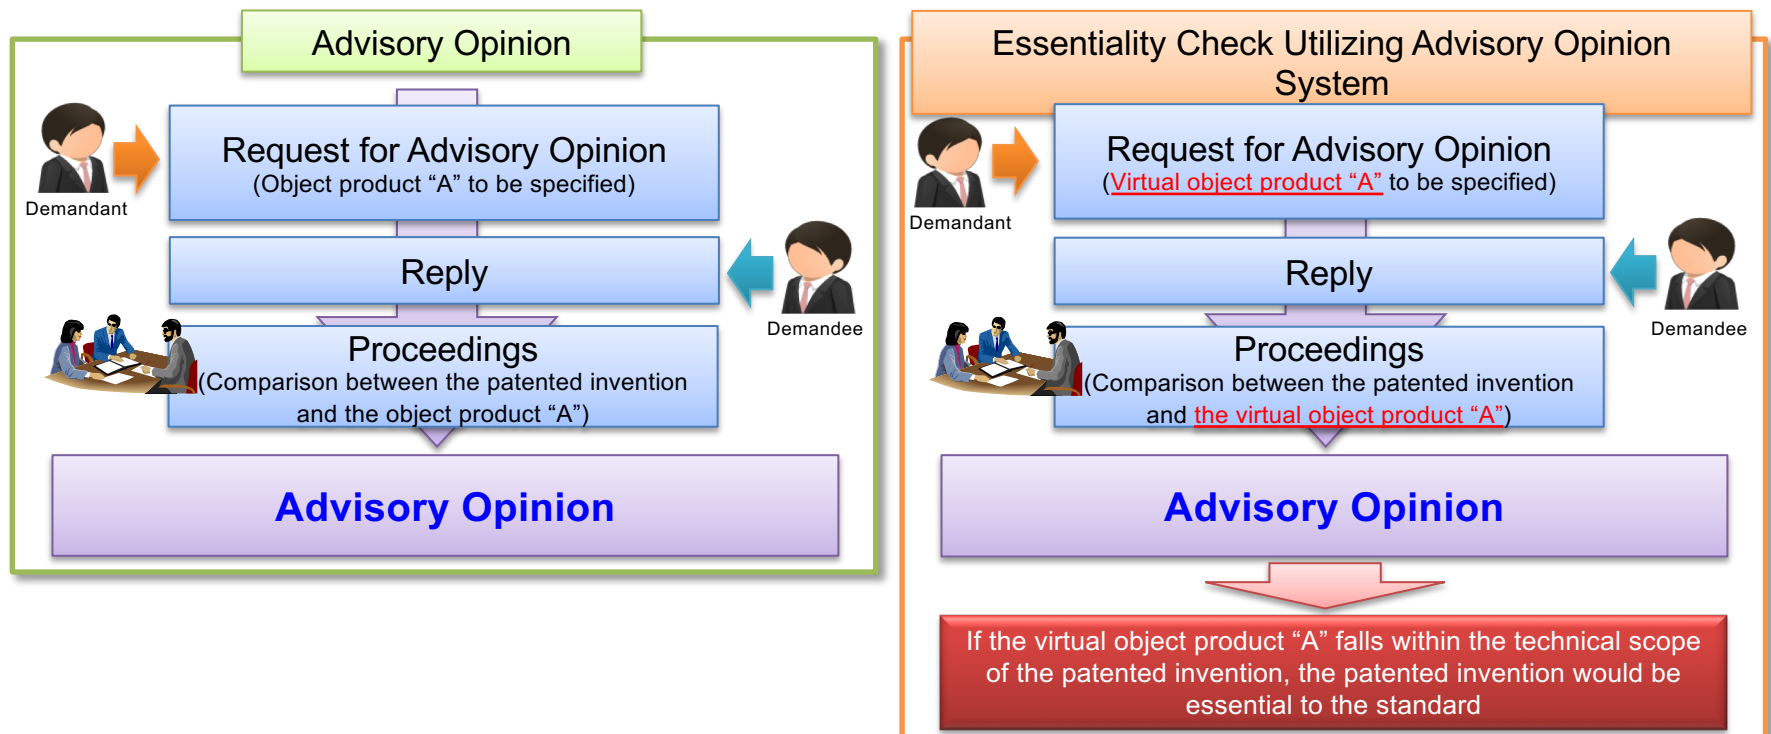 Advisory Opinion
Request for Advisory Opinion
(Object product “A” to be specified)
Demandant
Reply
Demandee
Proceedings
(Comparison between the patented invention
and the object product “A”)
Advisory Opinion
Essentiality Check Utilizing Advisory Opinion
System
Request for Advisory Opinion
(Virtual object product “A” to be specified)
Demandant
Reply
Demandee
Proceedings
(Comparison between the patented invention
and the virtual object product “A”)
Advisory Opinion
If the virtual object product “A” falls within the technical scope
of the patented invention, the patented invention would be
essential to the standard